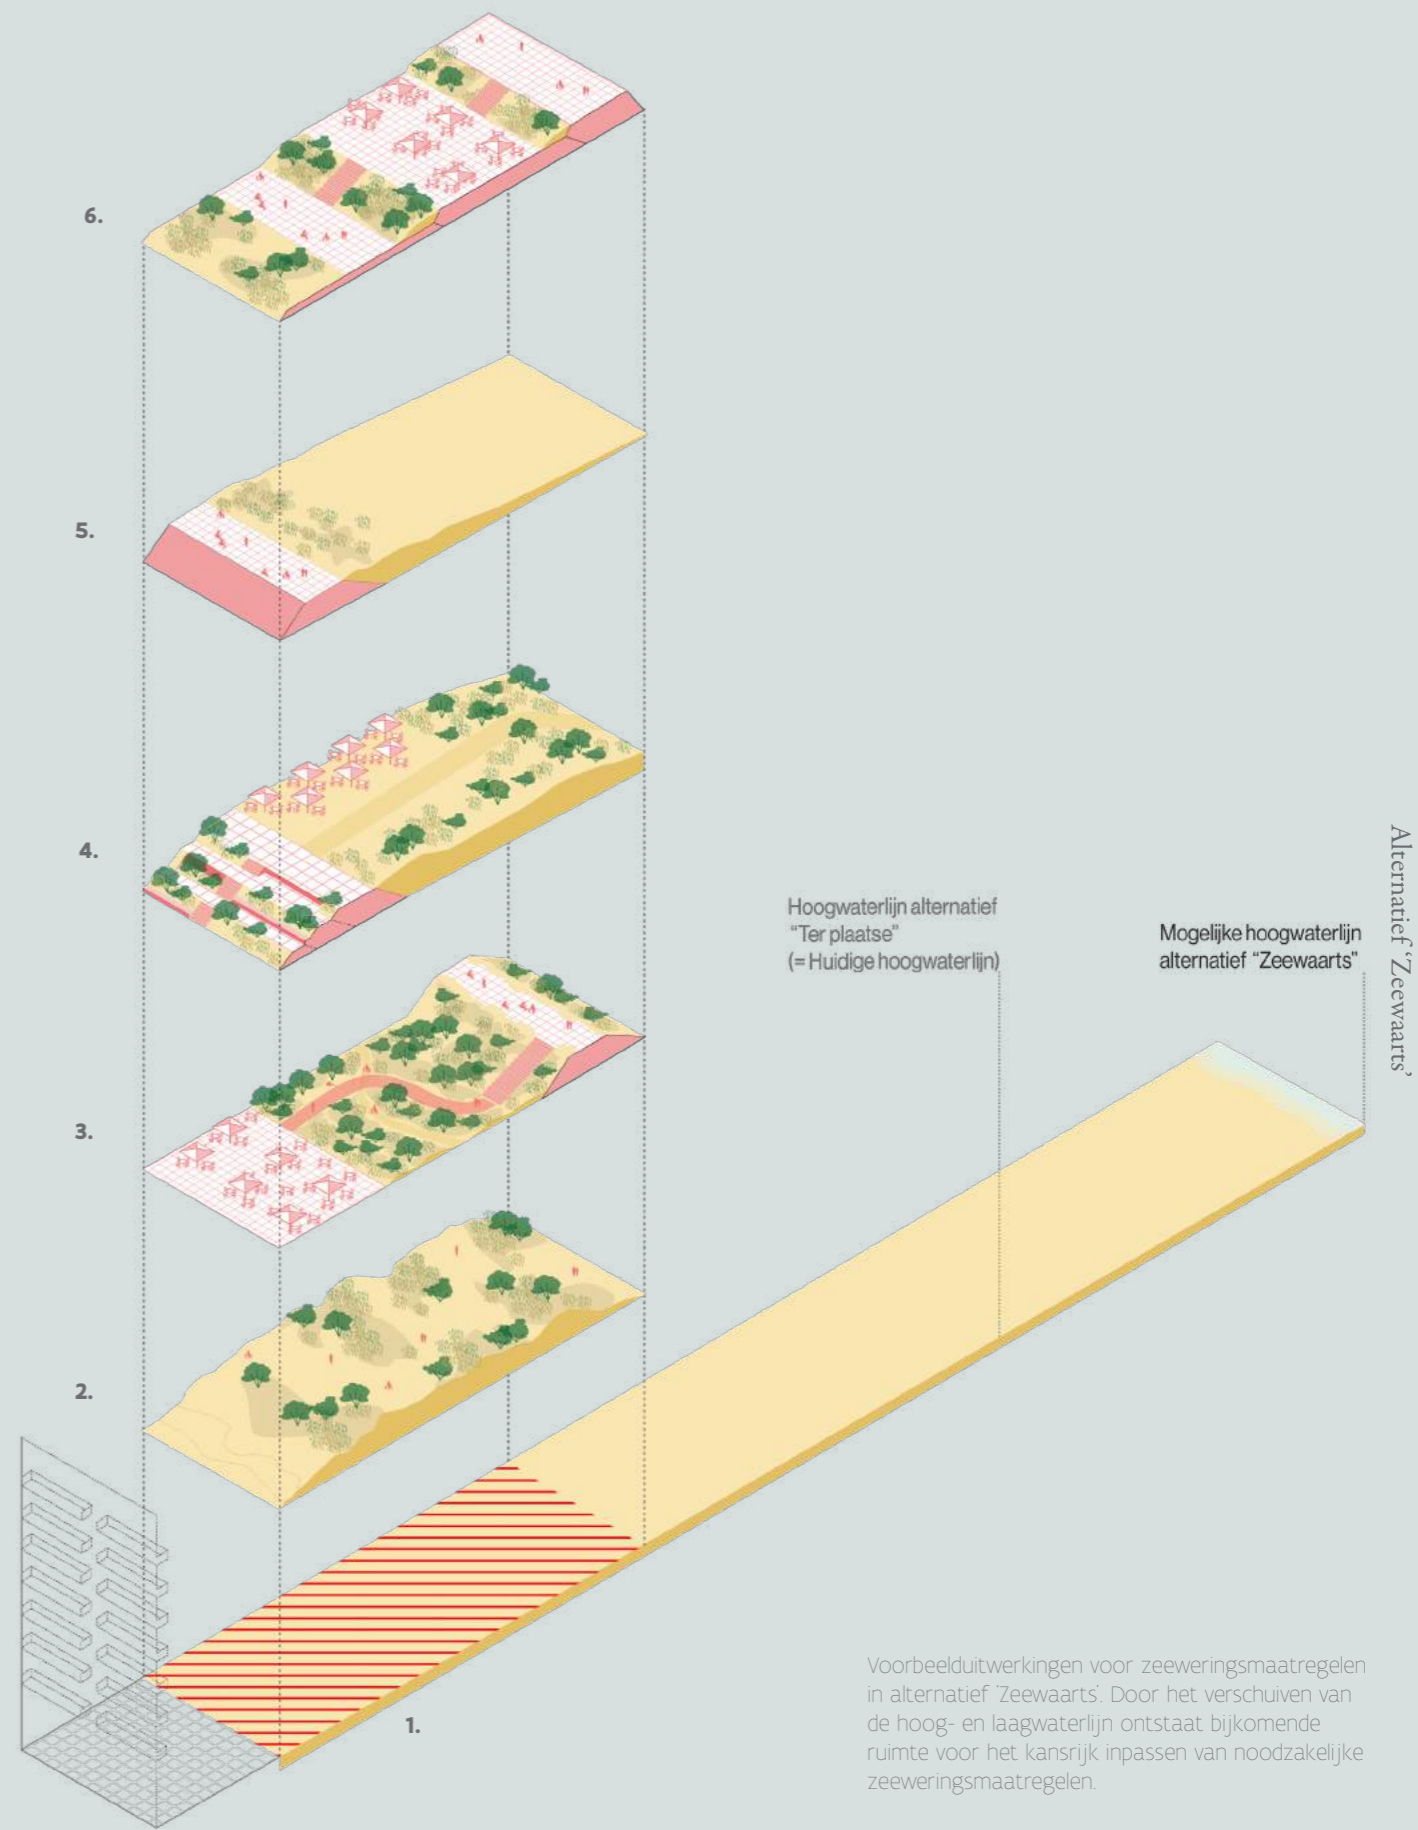 6.
5.
4.
Hoogwaterlijn alternatief
"Ter plaatse"
(= Huidige hoogwaterlijn)
Mogelijke hoogwaterlijn
alternatief "Zeewaarts"
Alternatief 'Zeewaarts'
3.
2.
1.
Voorbeelduitwerkingen voor zeeweringsmaatregelen
in alternatief 'Zeewaarts'. Door het verschuiven van
de hoog- en laagwaterlijn ontstaat bijkomende
ruimte voor het kansrijk inpassen van noodzakelijke
zeeweringsmaatregelen.